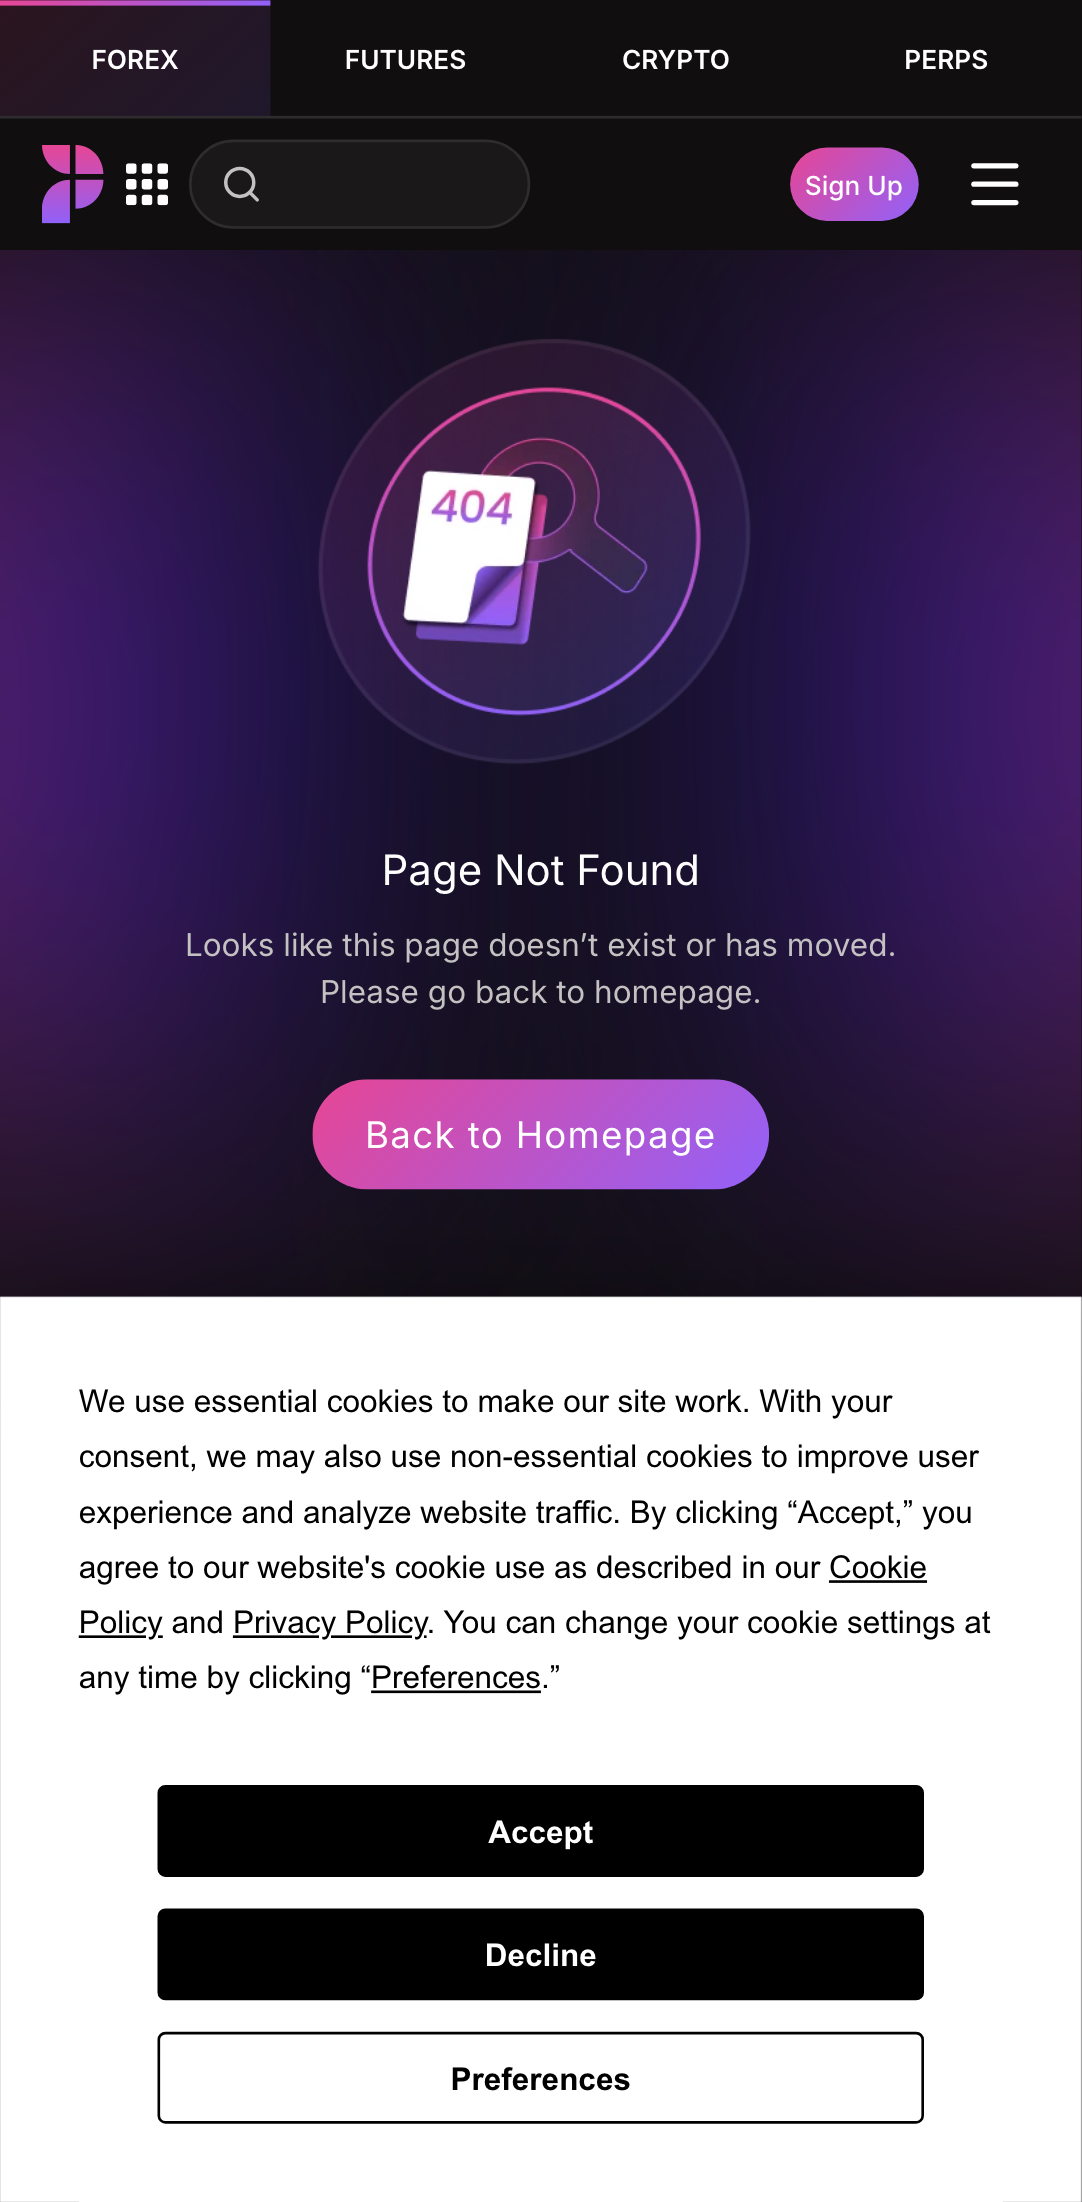 FOREX
FUTURES
CRYPTO
PERPS
Sign Up
404
Page Not Found
Looks like this page doesn’t exist or has moved.
Please go back to homepage.
Back to Homepage
We use essential cookies to make our site work. With your
consent, we may also use non-essential cookies to improve user
experience and analyze website traffic. By clicking “Accept,” you
agree to our website's cookie use as described in our Cookie
Policy and Privacy Policy. You can change your cookie settings at
any time by clicking “Preferences.”
Accept
Decline
Preferences